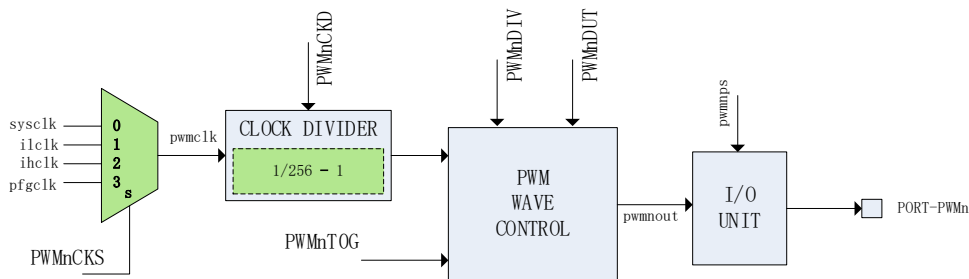 PWMnCKD
PWMnDIV
PWMnDUT
pwmnps
sysclk
ilclk
ihclk
pfgclk
0
1
2
3
s
PWMnCKS
pwmclk
CLOCK DIVIDER
1/256 - 1
PWMnTOG
PWM
WAVE
CONTROL
pwmnout
I/O
UNIT
PORT-PWMn